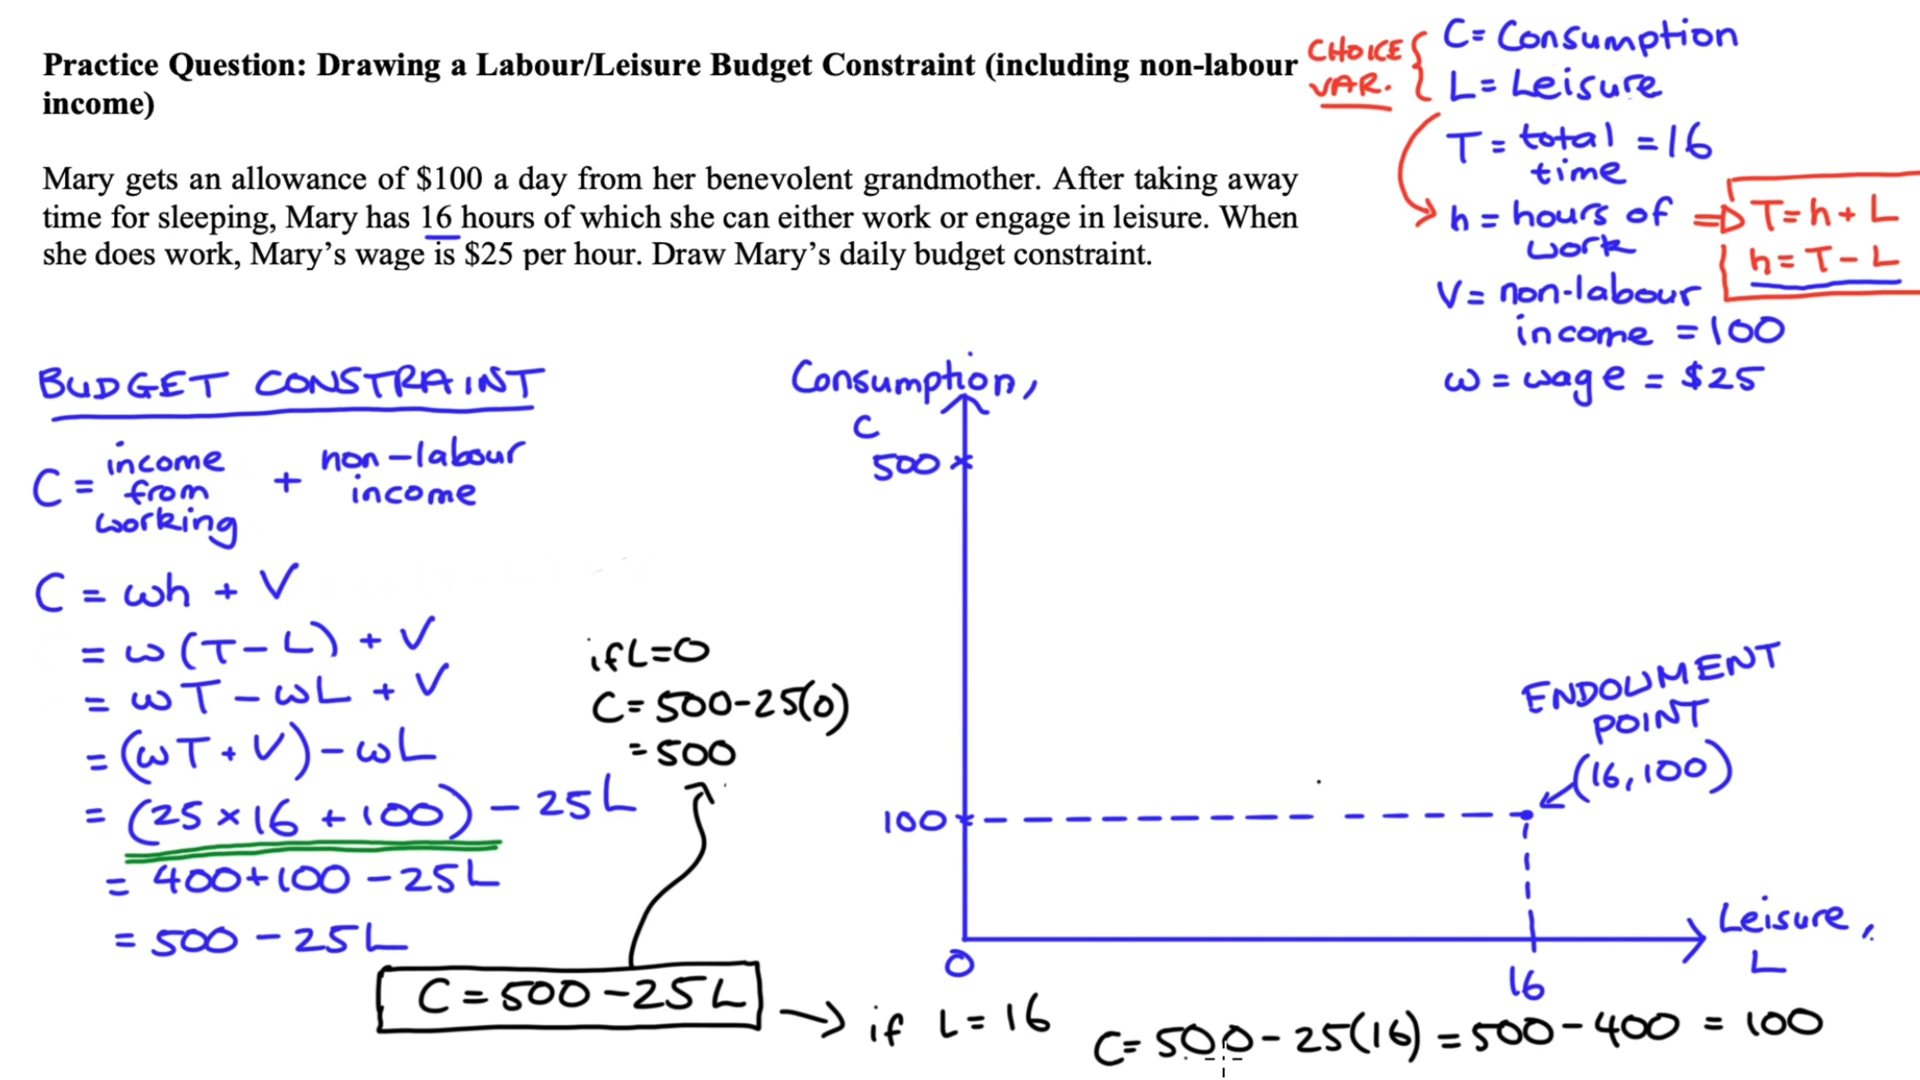 Practice Question: Drawing a Labour/Leisure Budget Constraint (including non-labour
income)
Mary gets an allowance of $100 a day from her benevolent grandmother. After taking away
time for sleeping, Mary has 16 hours of which she can either work or engage in leisure. When
she does work, Mary's wage is $25 per hour. Draw Mary's daily budget constraint.
CHOICE
VAR.
C = Consumption
L = Leisure
T = total time = 16
h = hours of work
⇒ T = h + L
h = T - L
V = non-labour income = 100
w = wage = $25
BUDGET CONSTRAINT
C = income from working + non-labour income
C = wh + V
= w (T - L) + V
= wT - wL + V
= (wT + V) - wL
= (25 × 16 + 100) - 25L
= 400 + 100 - 25L
= 500 - 25L
C = 500 - 25L
if L = 0
C = 500 - 25(0)
= 500
→ if L = 16
C = 500 - 25(16) = 500 - 400 = 100
Consumption,
C
500
100
0
16
Leisure,
L
ENDOWMENT
POINT
(16, 100)